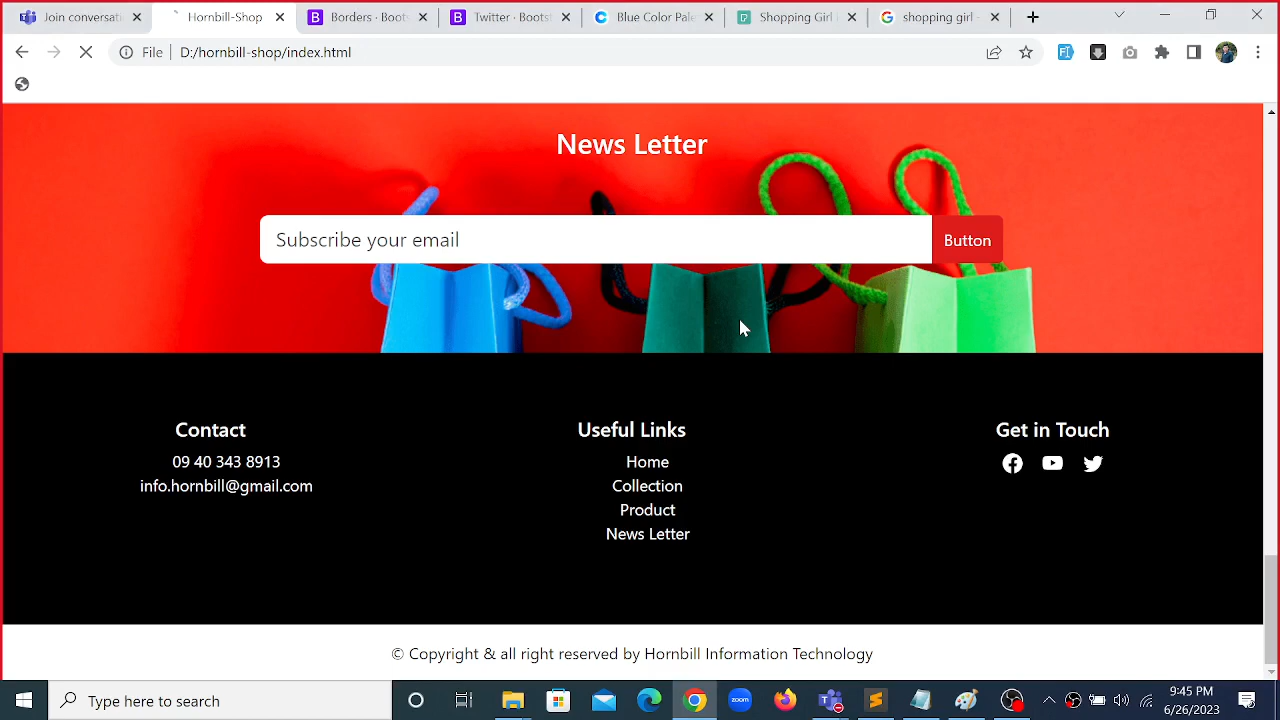 Join conversat
Hornbill-Shop
Borders · Boots
Twitter · Bootst
Blue Color Pale
Shopping Girl
shopping girl -
File
D:/hornbill-shop/index.html
News Letter
Subscribe your email
Button
Contact
09 40 343 8913
info.hornbill@gmail.com
Useful Links
Home
Collection
Product
News Letter
Get in Touch
© Copyright & all right reserved by Hornbill Information Technology
Type here to search
zoom
9:45 PM
6/26/2023